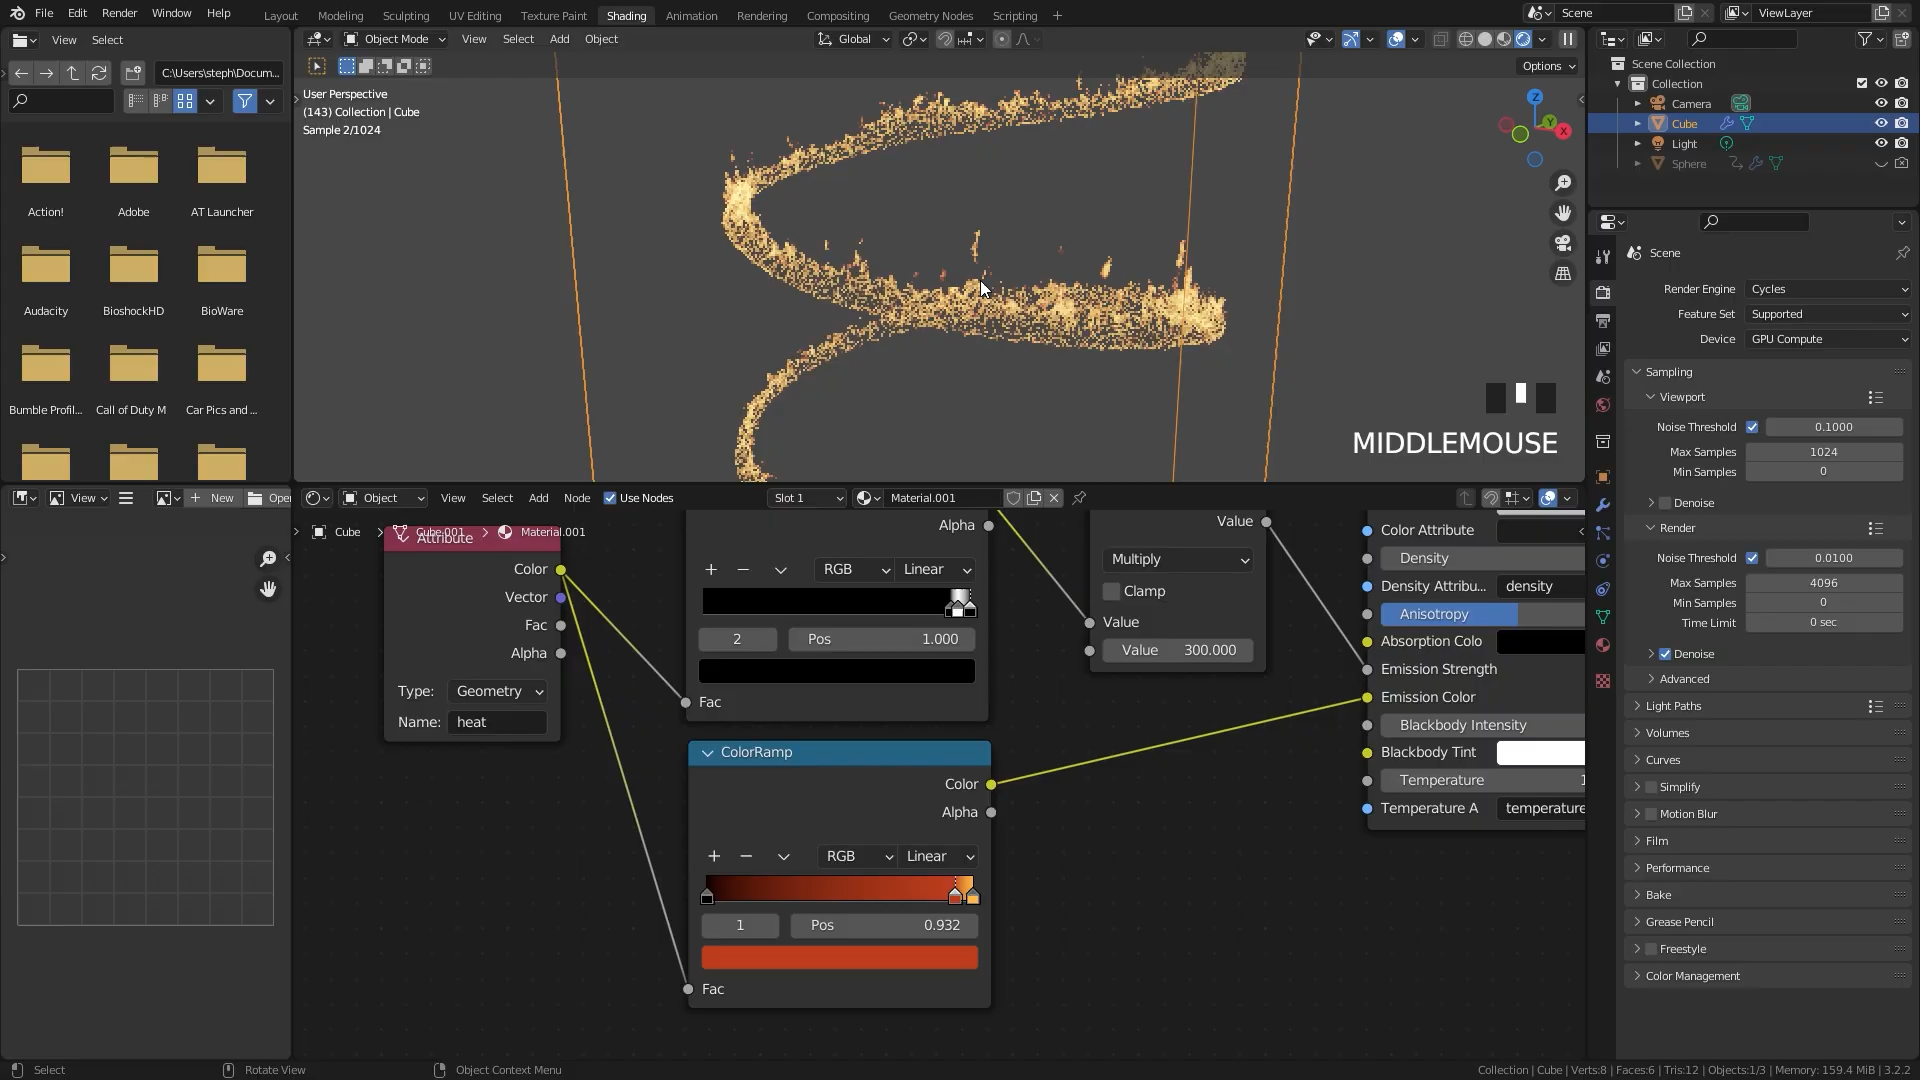 File Edit Render Window Help
Layout Modeling Sculpting UV Editing Texture Paint Shading Animation Rendering Compositing Geometry Nodes Scripting
Scene
ViewLayer
View Select
Object Mode View Select Add Object
Global
C:\Users\steph\Docum...
Options
User Perspective
(143) Collection | Cube
Sample 2/1024
Z
Y
X
MIDDLEMOUSE
Action! Adobe AT Launcher
Audacity BioshockHD BioWare
Bumble Profil... Call of Duty M Car Pics and ...
Scene Collection
Collection
Camera
Cube
Light
Sphere
Scene
Render Engine Cycles
Feature Set Supported
Device GPU Compute
Sampling
Viewport
Noise Threshold 0.1000
Max Samples 1024
Min Samples 0
Denoise
Render
Noise Threshold 0.0100
Max Samples 4096
Min Samples 0
Time Limit 0 sec
Denoise
Advanced
Light Paths
Volumes
Curves
Simplify
Motion Blur
Film
Performance
Bake
Grease Pencil
Freestyle
Color Management
View
New
Open
Object View Select Add Node Use Nodes
Slot 1
Material.001
Cube Cube.001 Material.001
Attribute
Color
Vector
Fac
Alpha
Type: Geometry
Name: heat
Alpha
RGB Linear
2 Pos 1.000
Fac
ColorRamp
Color
Alpha
RGB Linear
1 Pos 0.932
Fac
Value
Multiply
Clamp
Value
Value 300.000
Color Attribute
Density
Density Attribu... density
Anisotropy
Absorption Colo
Emission Strength
Emission Color
Blackbody Intensity
Blackbody Tint
Temperature 1
Temperature A temperature
Select
Rotate View
Object Context Menu
Collection | Cube | Verts:8 | Faces:6 | Tris:12 | Objects:1/3 | Memory: 159.4 MiB | 3.2.2